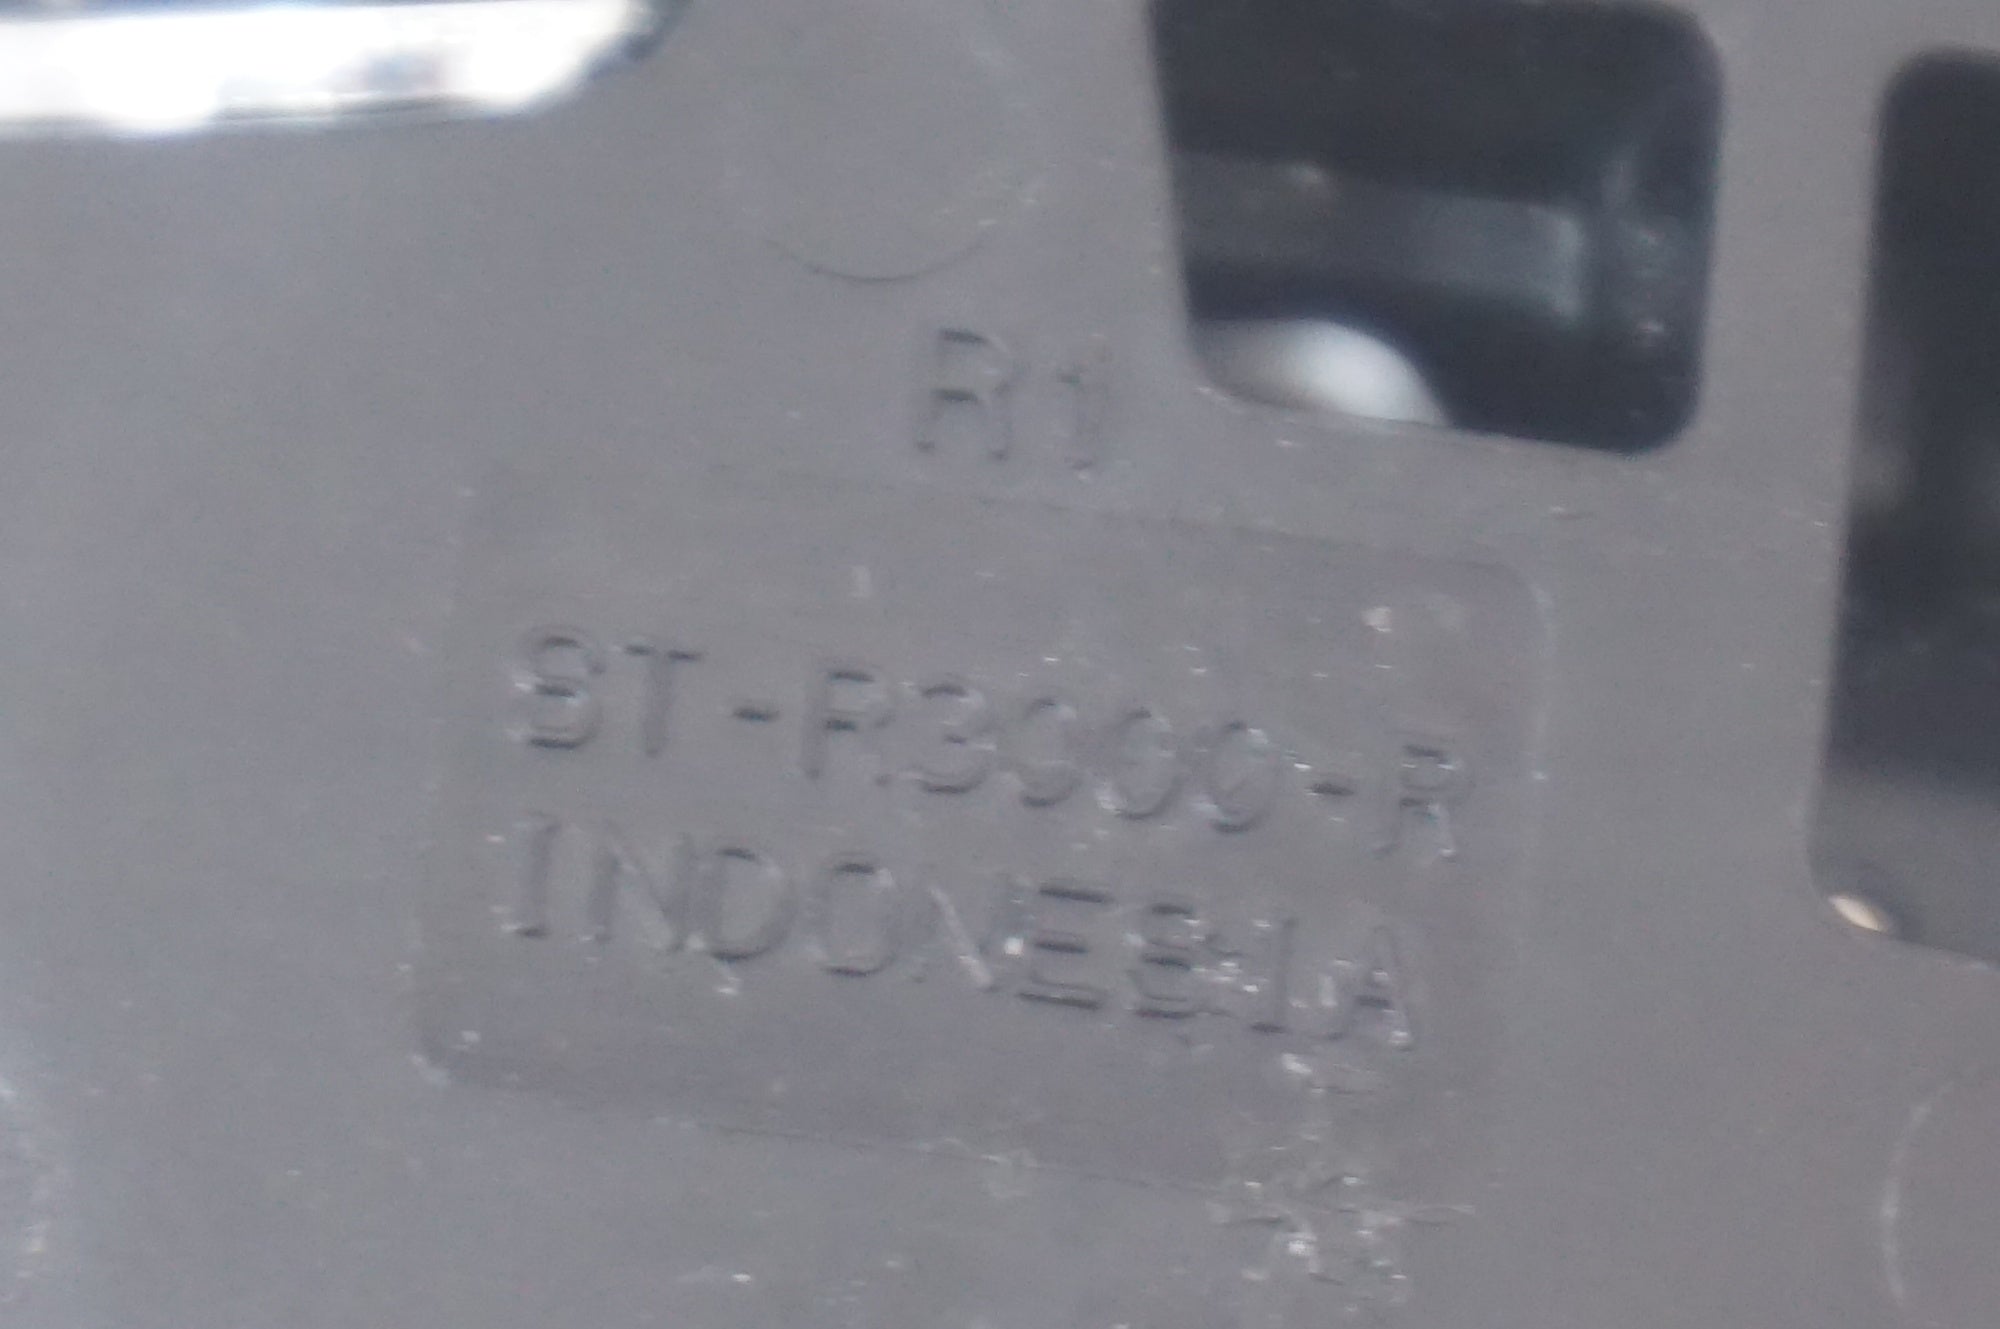 R1
ST-R3000-R
INDONESIA